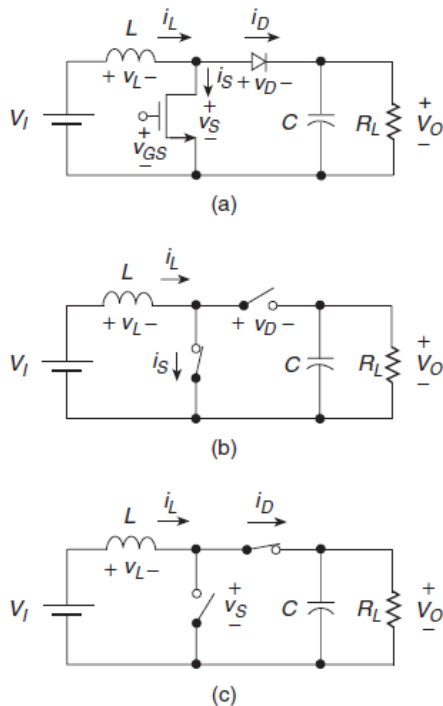 L i_L i_D
+ v_L − i_S + v_D −
V_I + v_GS − + v_S − C R_L + V_O −
(a)
L i_L
+ v_L − + v_D −
V_I i_S C R_L + V_O −
(b)
L i_L i_D
+ v_L −
V_I + v_S − C R_L + V_O −
(c)